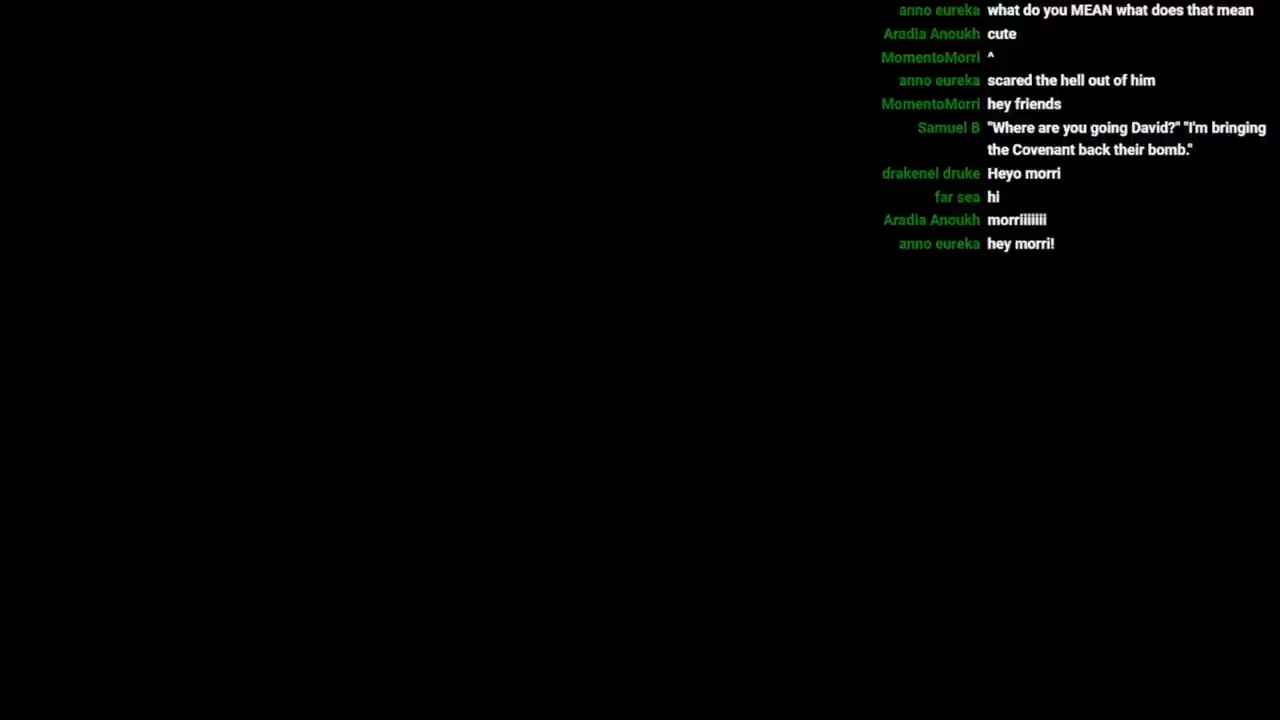 anno eureka what do you MEAN what does that mean
Aradia Anoukh cute
MomentoMorri ^
anno eureka scared the hell out of him
MomentoMorri hey friends
Samuel B "Where are you going David?" "I'm bringing
the Covenant back their bomb."
drakenel druke Heyo morri
far sea hi
Aradia Anoukh morriiiiiii
anno eureka hey morri!